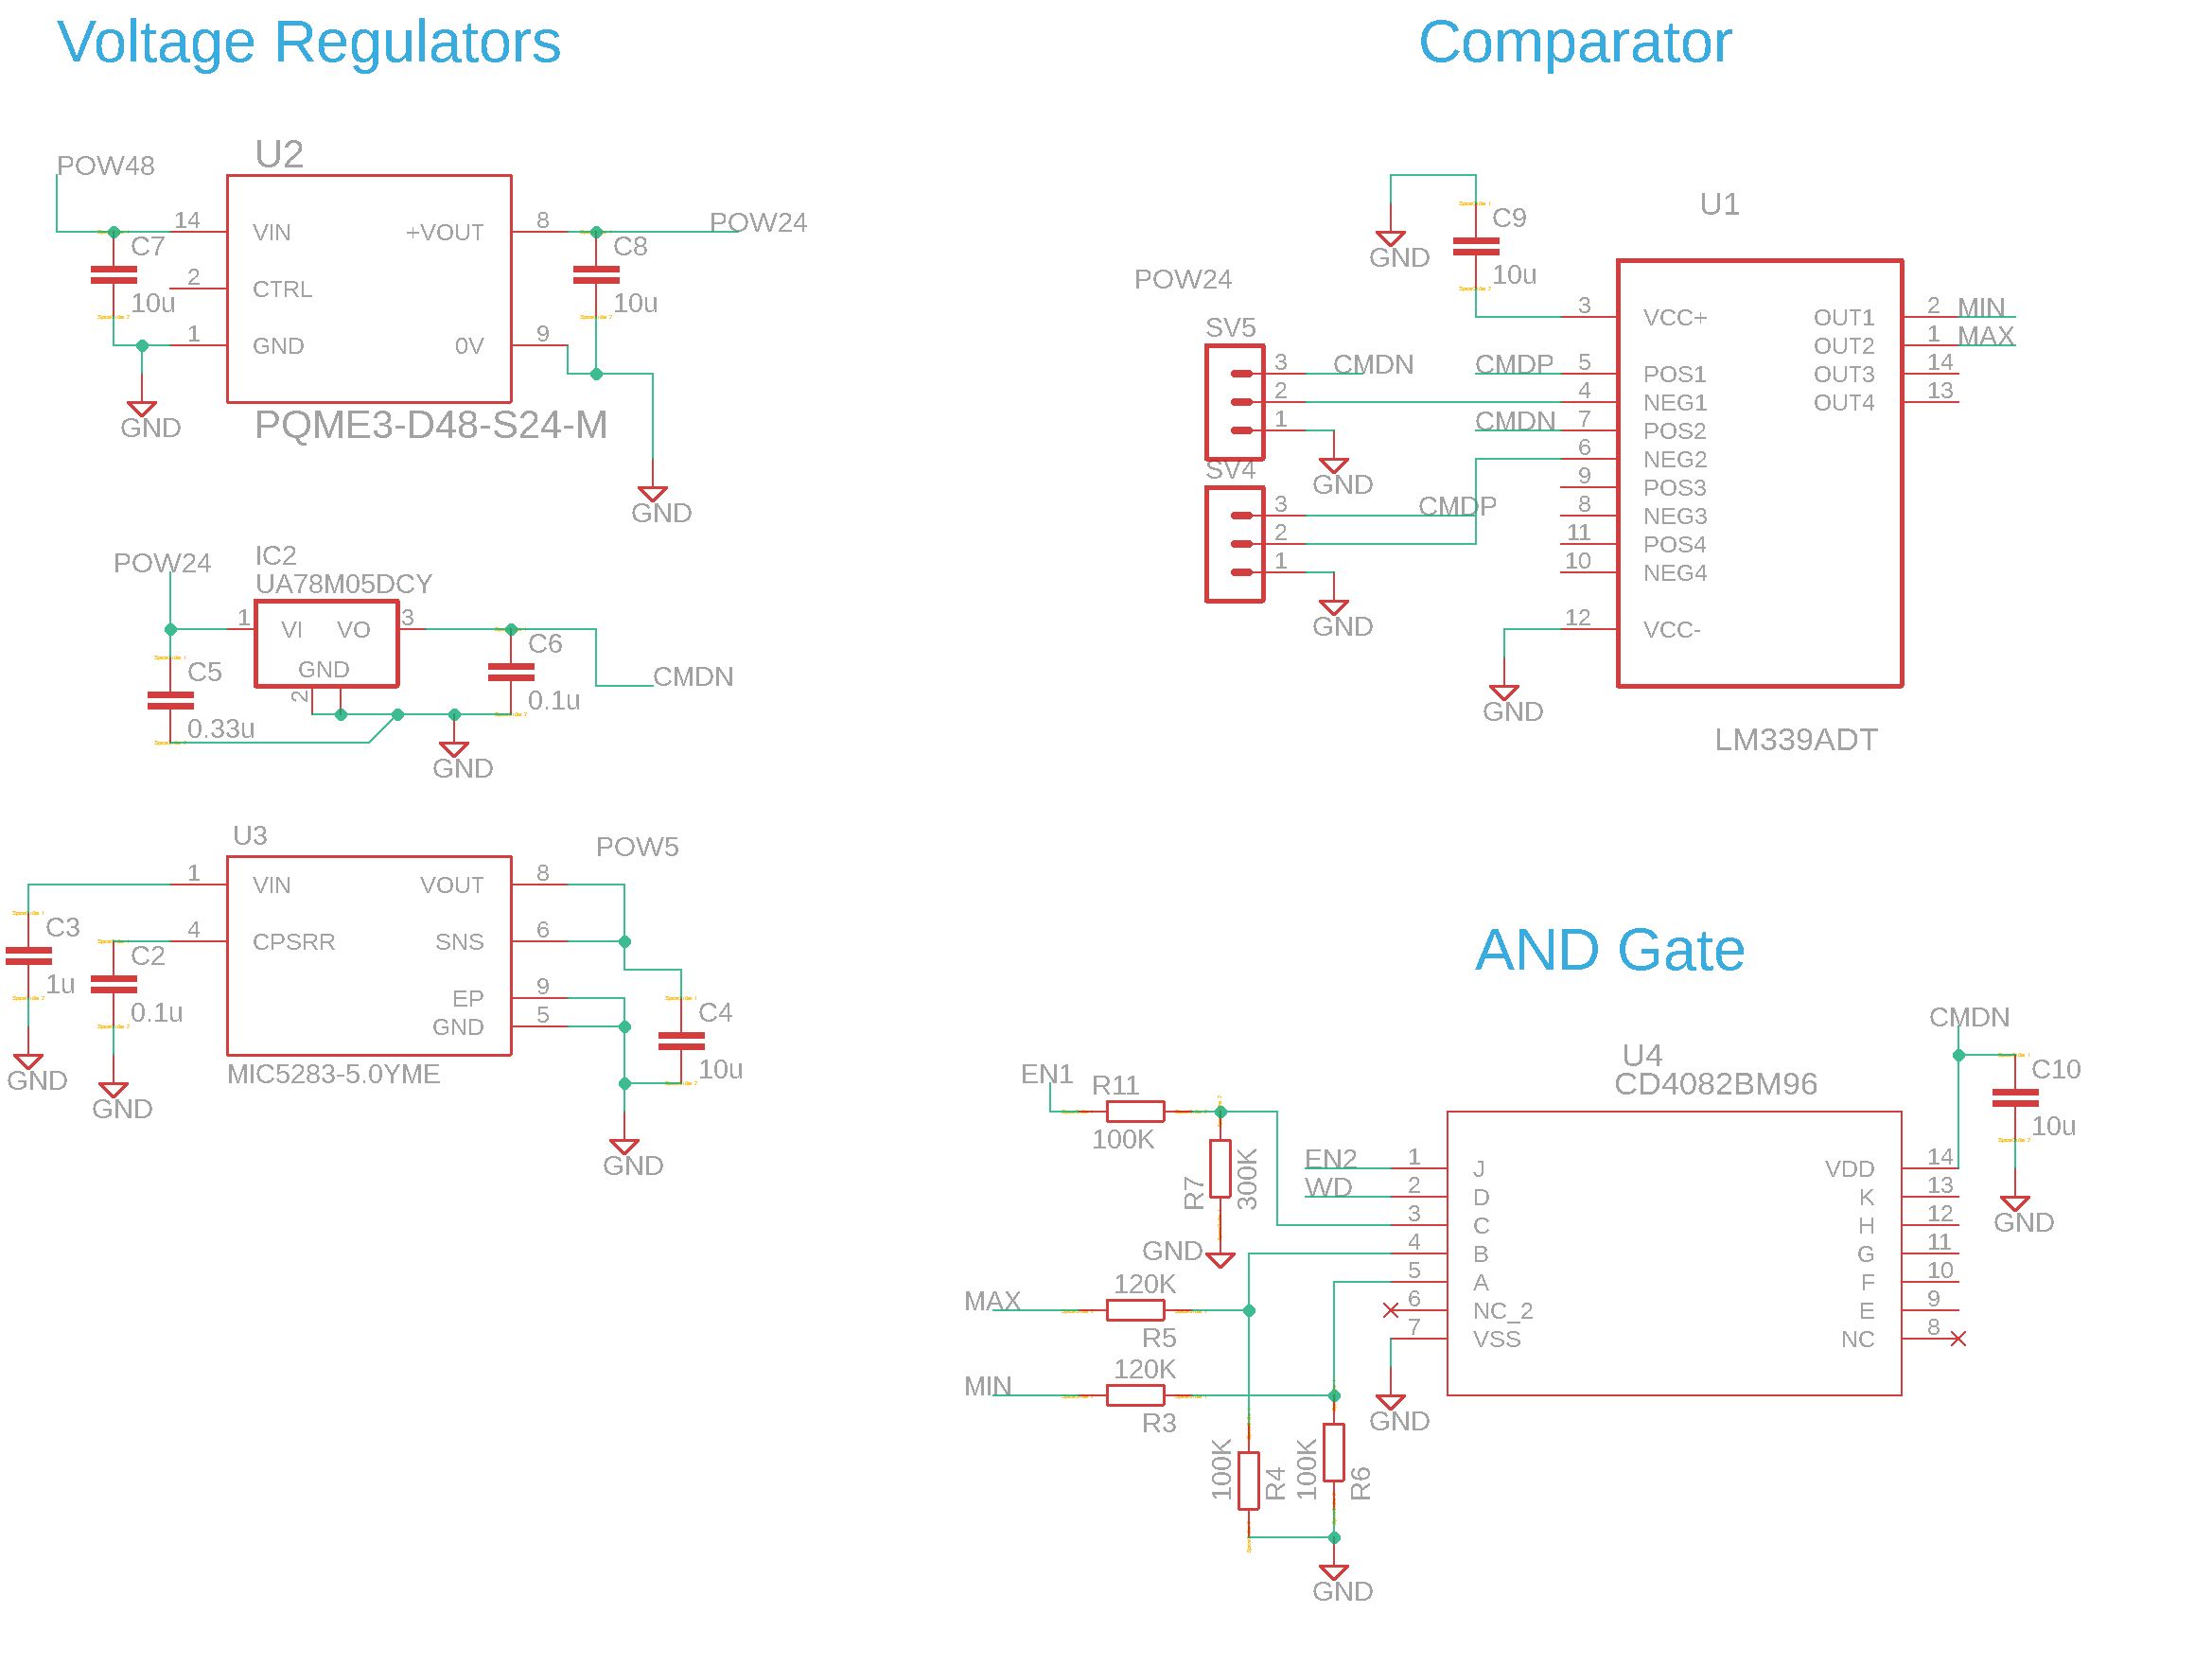 Voltage Regulators
POW48
U2
14
VIN
+VOUT
8
POW24
C7
C8
2
CTRL
10u
10u
1
GND
0V
9
GND
PQME3-D48-S24-M
GND
POW24
IC2
UA78M05DCY
1
VI
VO
3
C6
GND
C5
2
CMDN
0.1u
0.33u
GND
U3
POW5
1
VIN
VOUT
8
C3
4
CPSRR
SNS
6
C2
1u
EP
9
0.1u
GND
5
C4
GND
MIC5283-5.0YME
10u
GND
GND
Comparator
U1
C9
GND
10u
POW24
3
VCC+
OUT1
2
MIN
SV5
OUT2
1
MAX
3
CMDN
CMDP
5
POS1
OUT3
14
2
4
NEG1
OUT4
13
1
CMDN
7
POS2
6
NEG2
SV4
GND
9
POS3
3
CMDP
8
NEG3
2
11
POS4
1
10
NEG4
GND
12
VCC-
GND
LM339ADT
AND Gate
CMDN
U4
CD4082BM96
C10
EN1
R11
10u
100K
EN2
1
J
VDD
14
R7
300K
WD
2
D
K
13
3
C
H
12
GND
GND
4
B
G
11
120K
5
A
F
10
MAX
6
NC_2
E
9
R5
7
VSS
NC
8
120K
MIN
R3
GND
100K
R4
100K
R6
GND